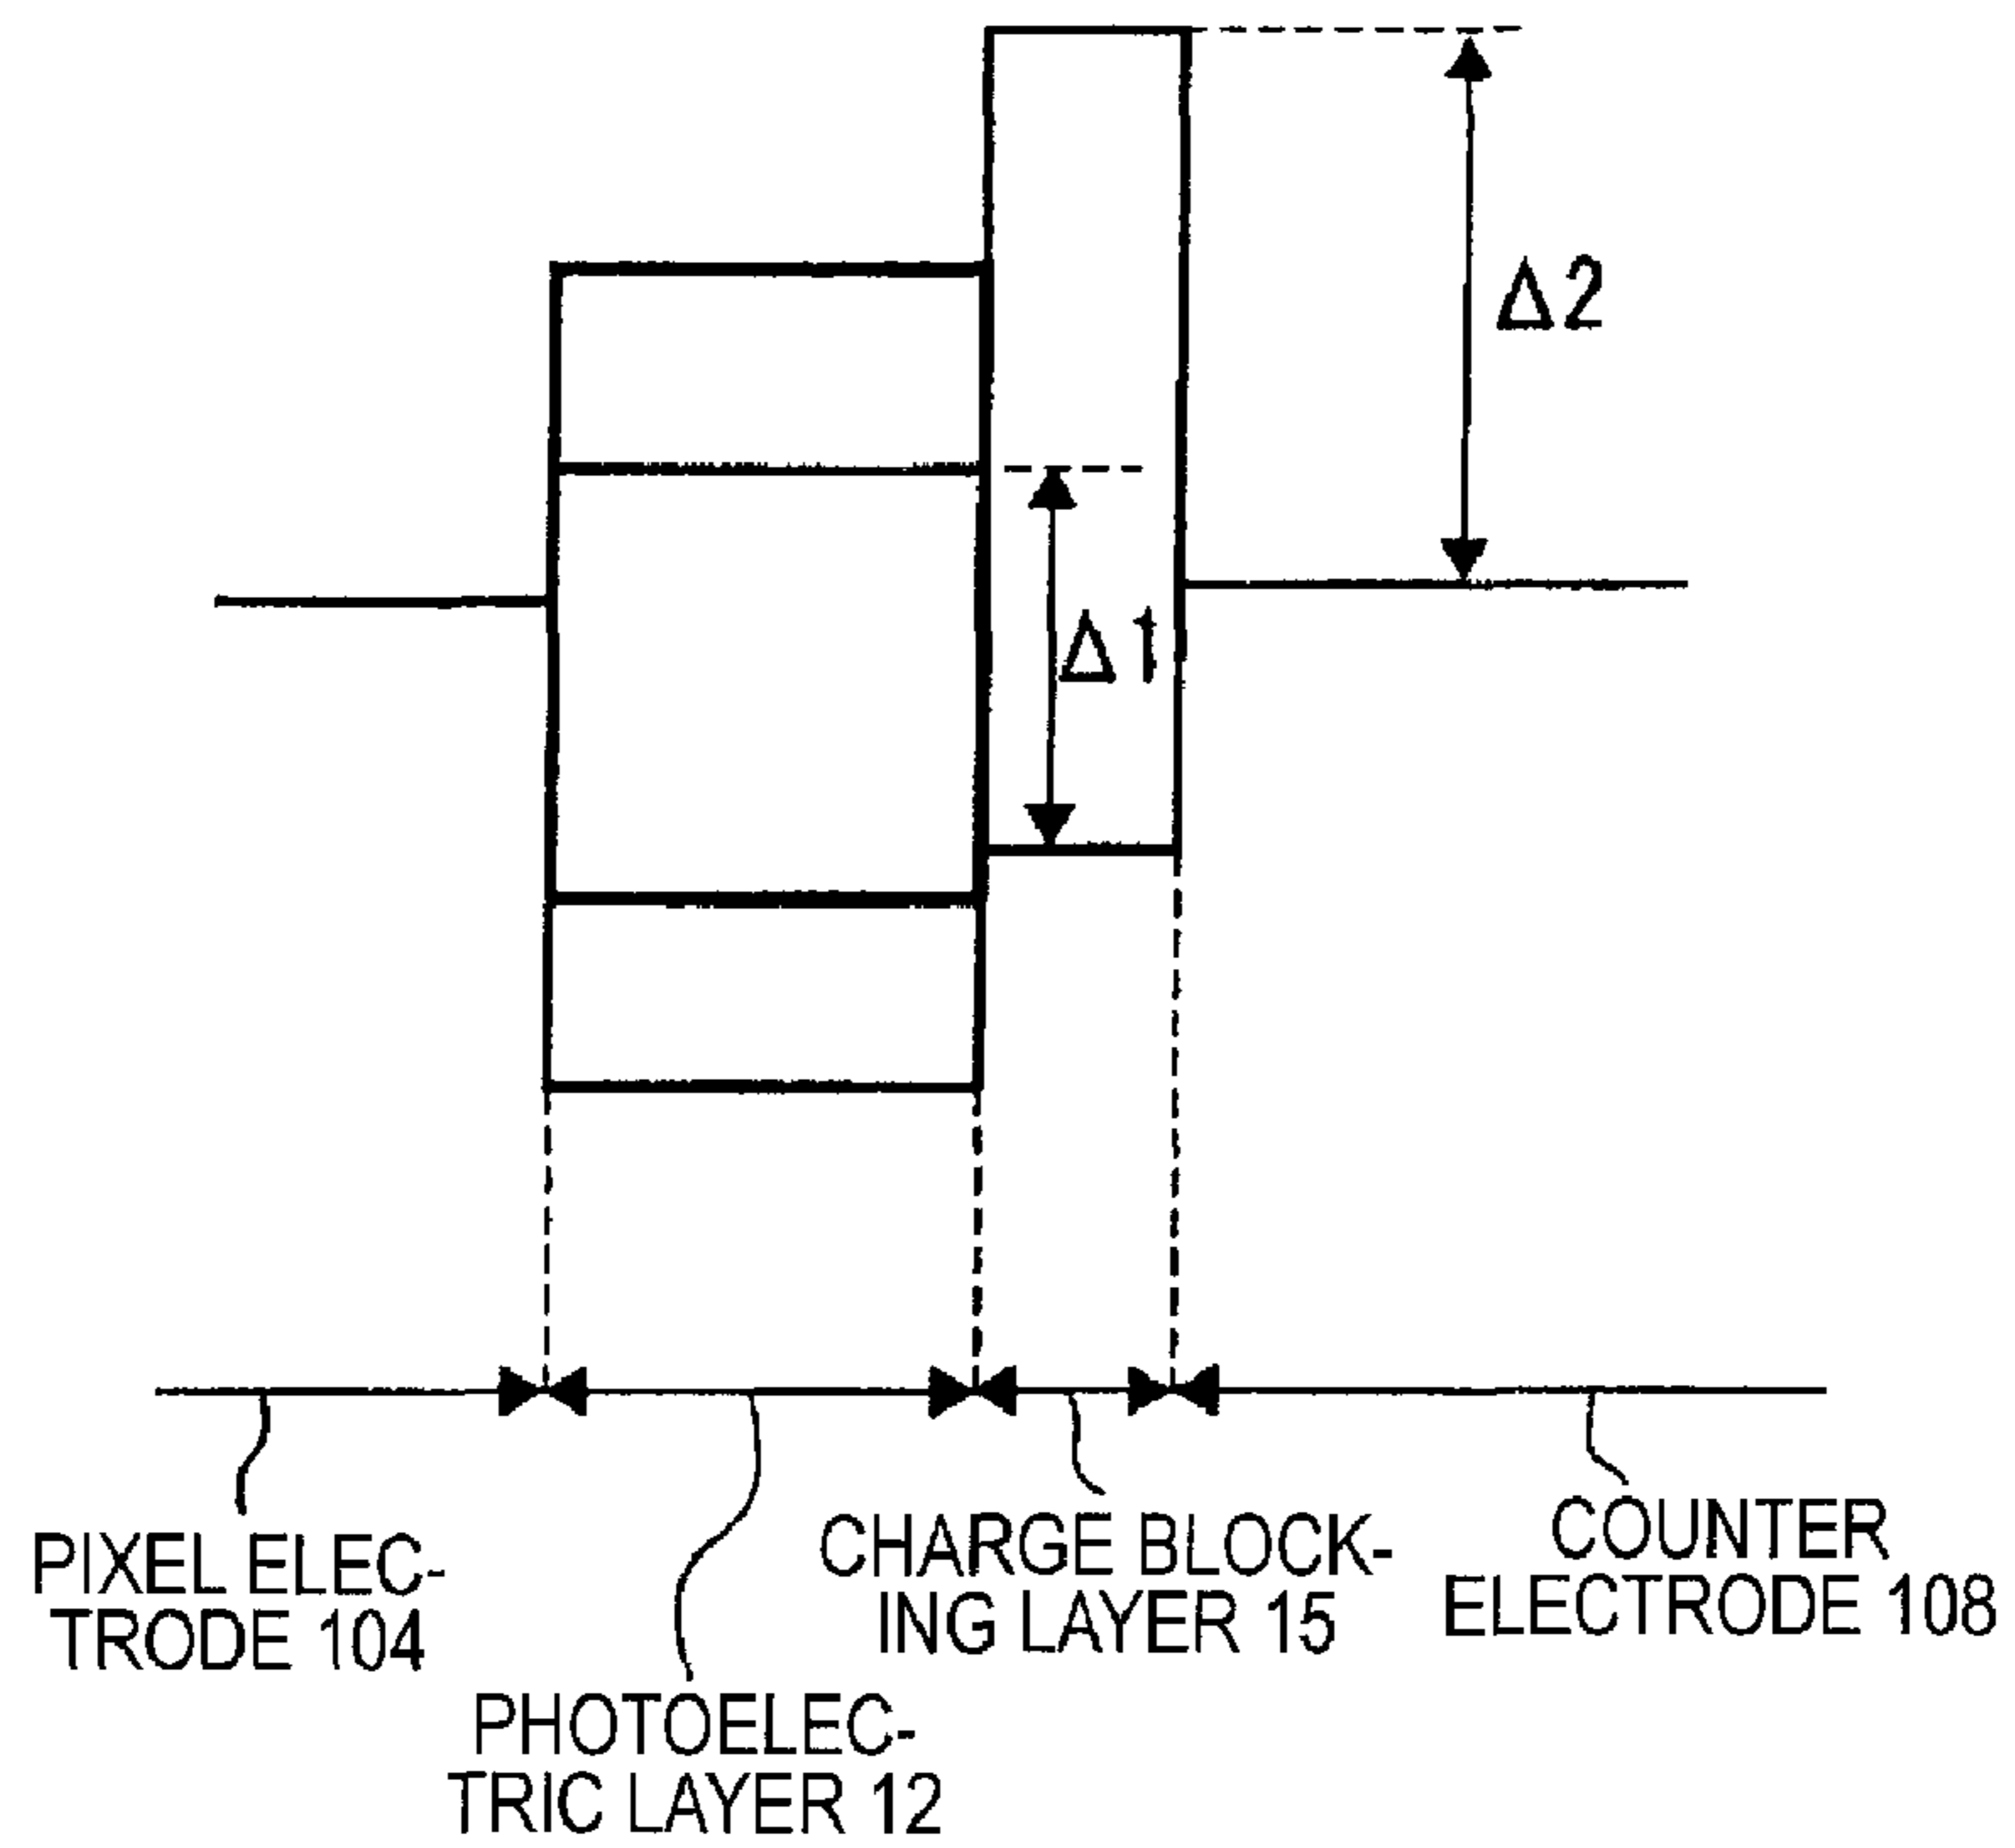 Δ2
Δ1
PIXEL ELEC-
TRODE 104
PHOTOELEC-
TRIC LAYER 12
CHARGE BLOCK-
ING LAYER 15
COUNTER
ELECTRODE 108